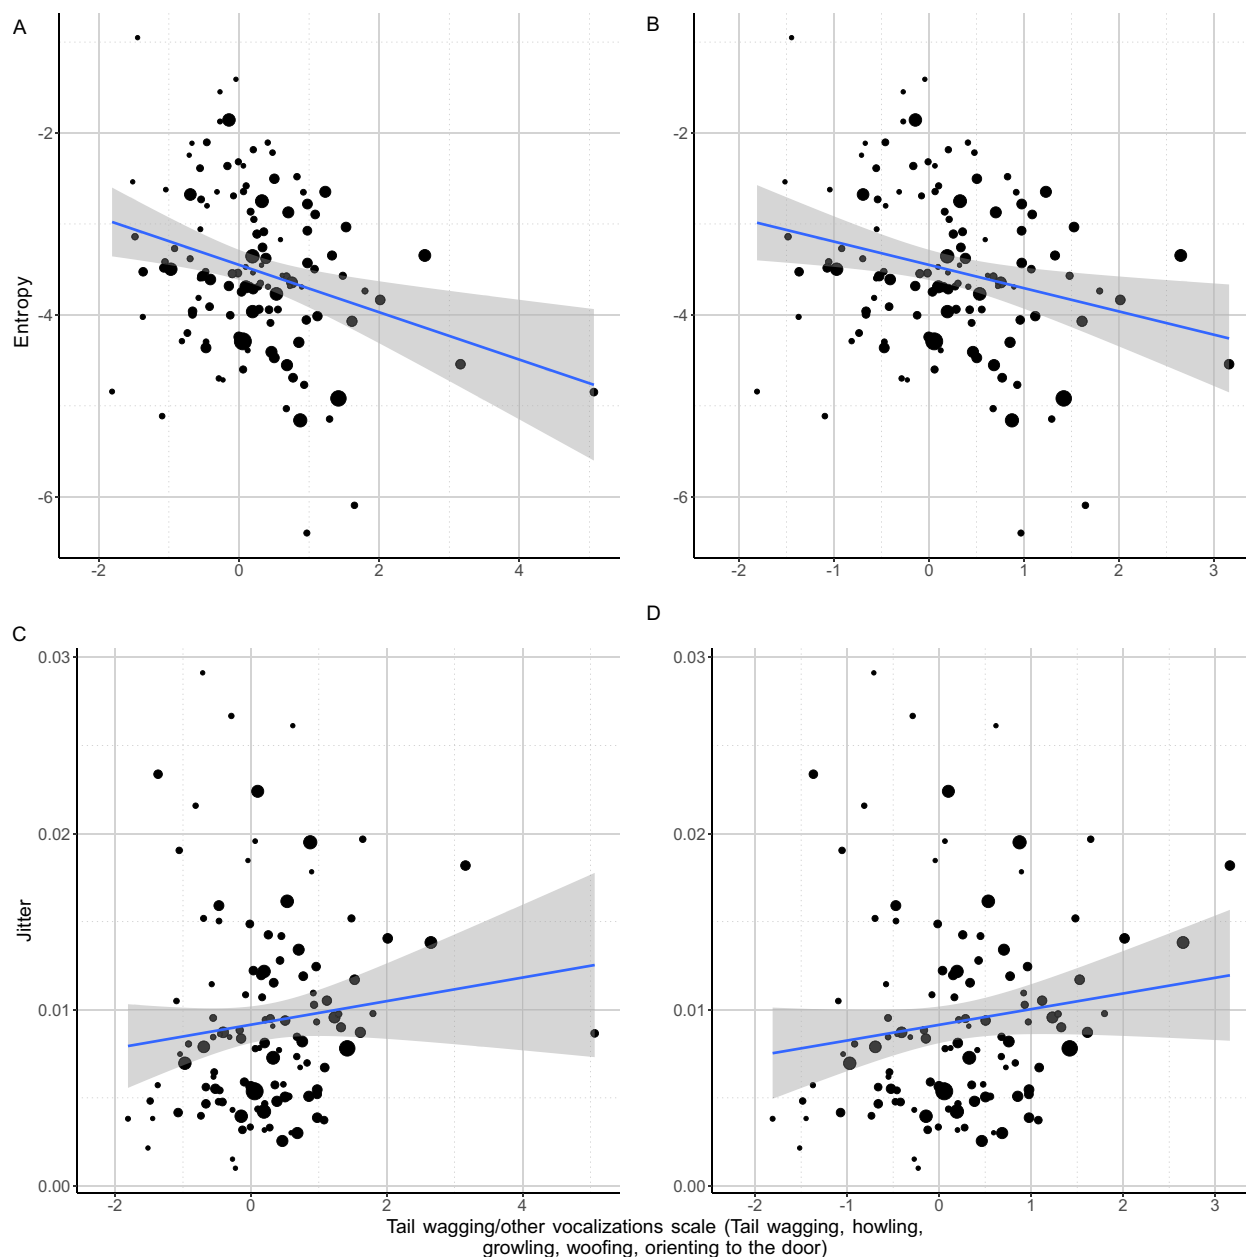 A
B
-2
-4
-6
Entropy
-2
-4
-6
-2 0 2 4
-2 -1 0 1 2 3
C
D
0.03
0.02
0.01
0.00
Jitter
0.03
0.02
0.01
0.00
-2 0 2 4
-2 -1 0 1 2 3
Tail wagging/other vocalizations scale (Tail wagging, howling,
growling, woofing, orienting to the door)